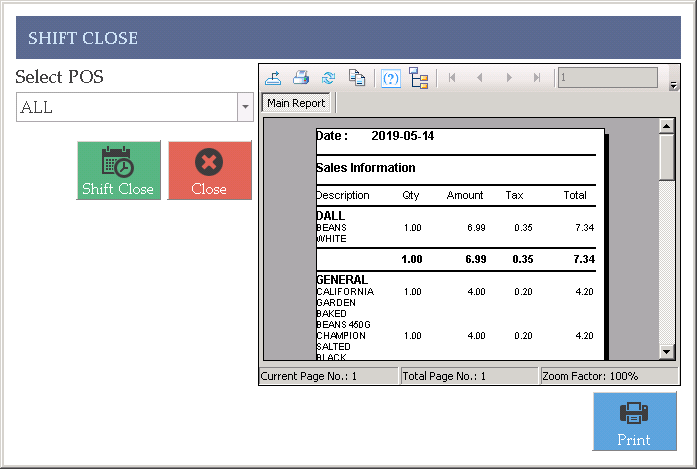 SHIFT CLOSE
Select POS
ALL
Shift Close
Close
(?)
1
Main Report
Date : 2019-05-14
Sales Information
Description Qty Amount Tax Total
DALL
BEANS 1.00 6.99 0.35 7.34
WHITE
1.00 6.99 0.35 7.34
GENERAL
CALIFORNIA 1.00 4.00 0.20 4.20
GARDEN
BAKED
BEANS 450G
CHAMPION 1.00 4.00 0.20 4.20
SALTED
BLACK
Current Page No.: 1 Total Page No.: 1 Zoom Factor: 100%
Print